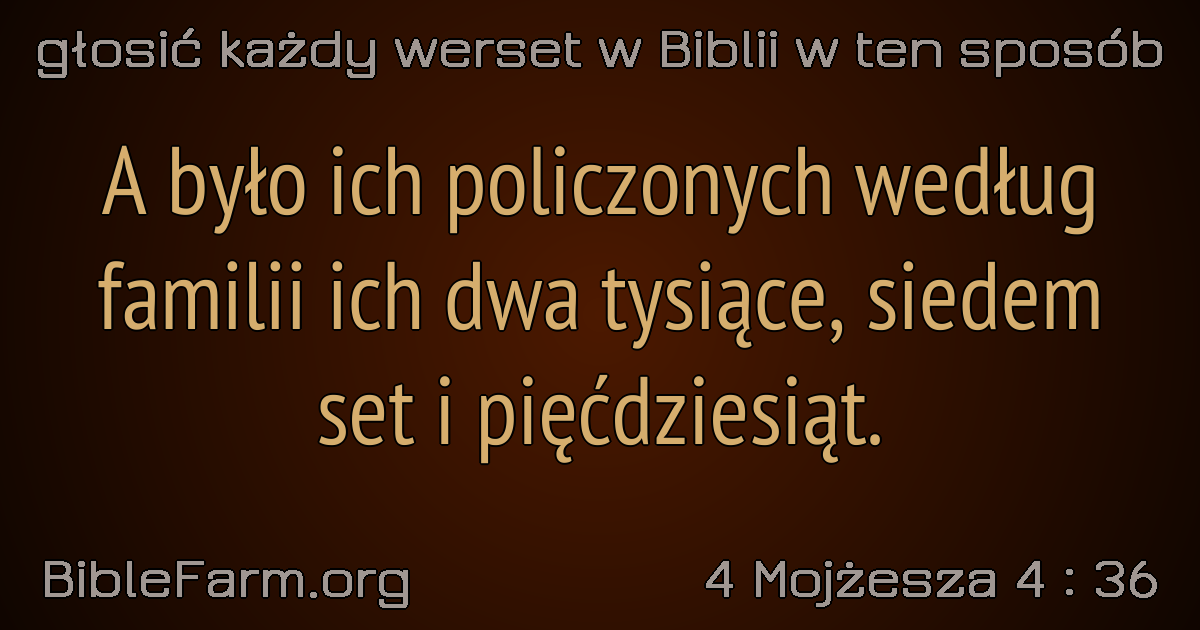 głosić każdy werset w Biblii w ten sposób
A było ich policzonych według
familii ich dwa tysiące, siedem
set i pięćdziesiąt.
BibleFarm.org
4 Mojżesza 4 : 36